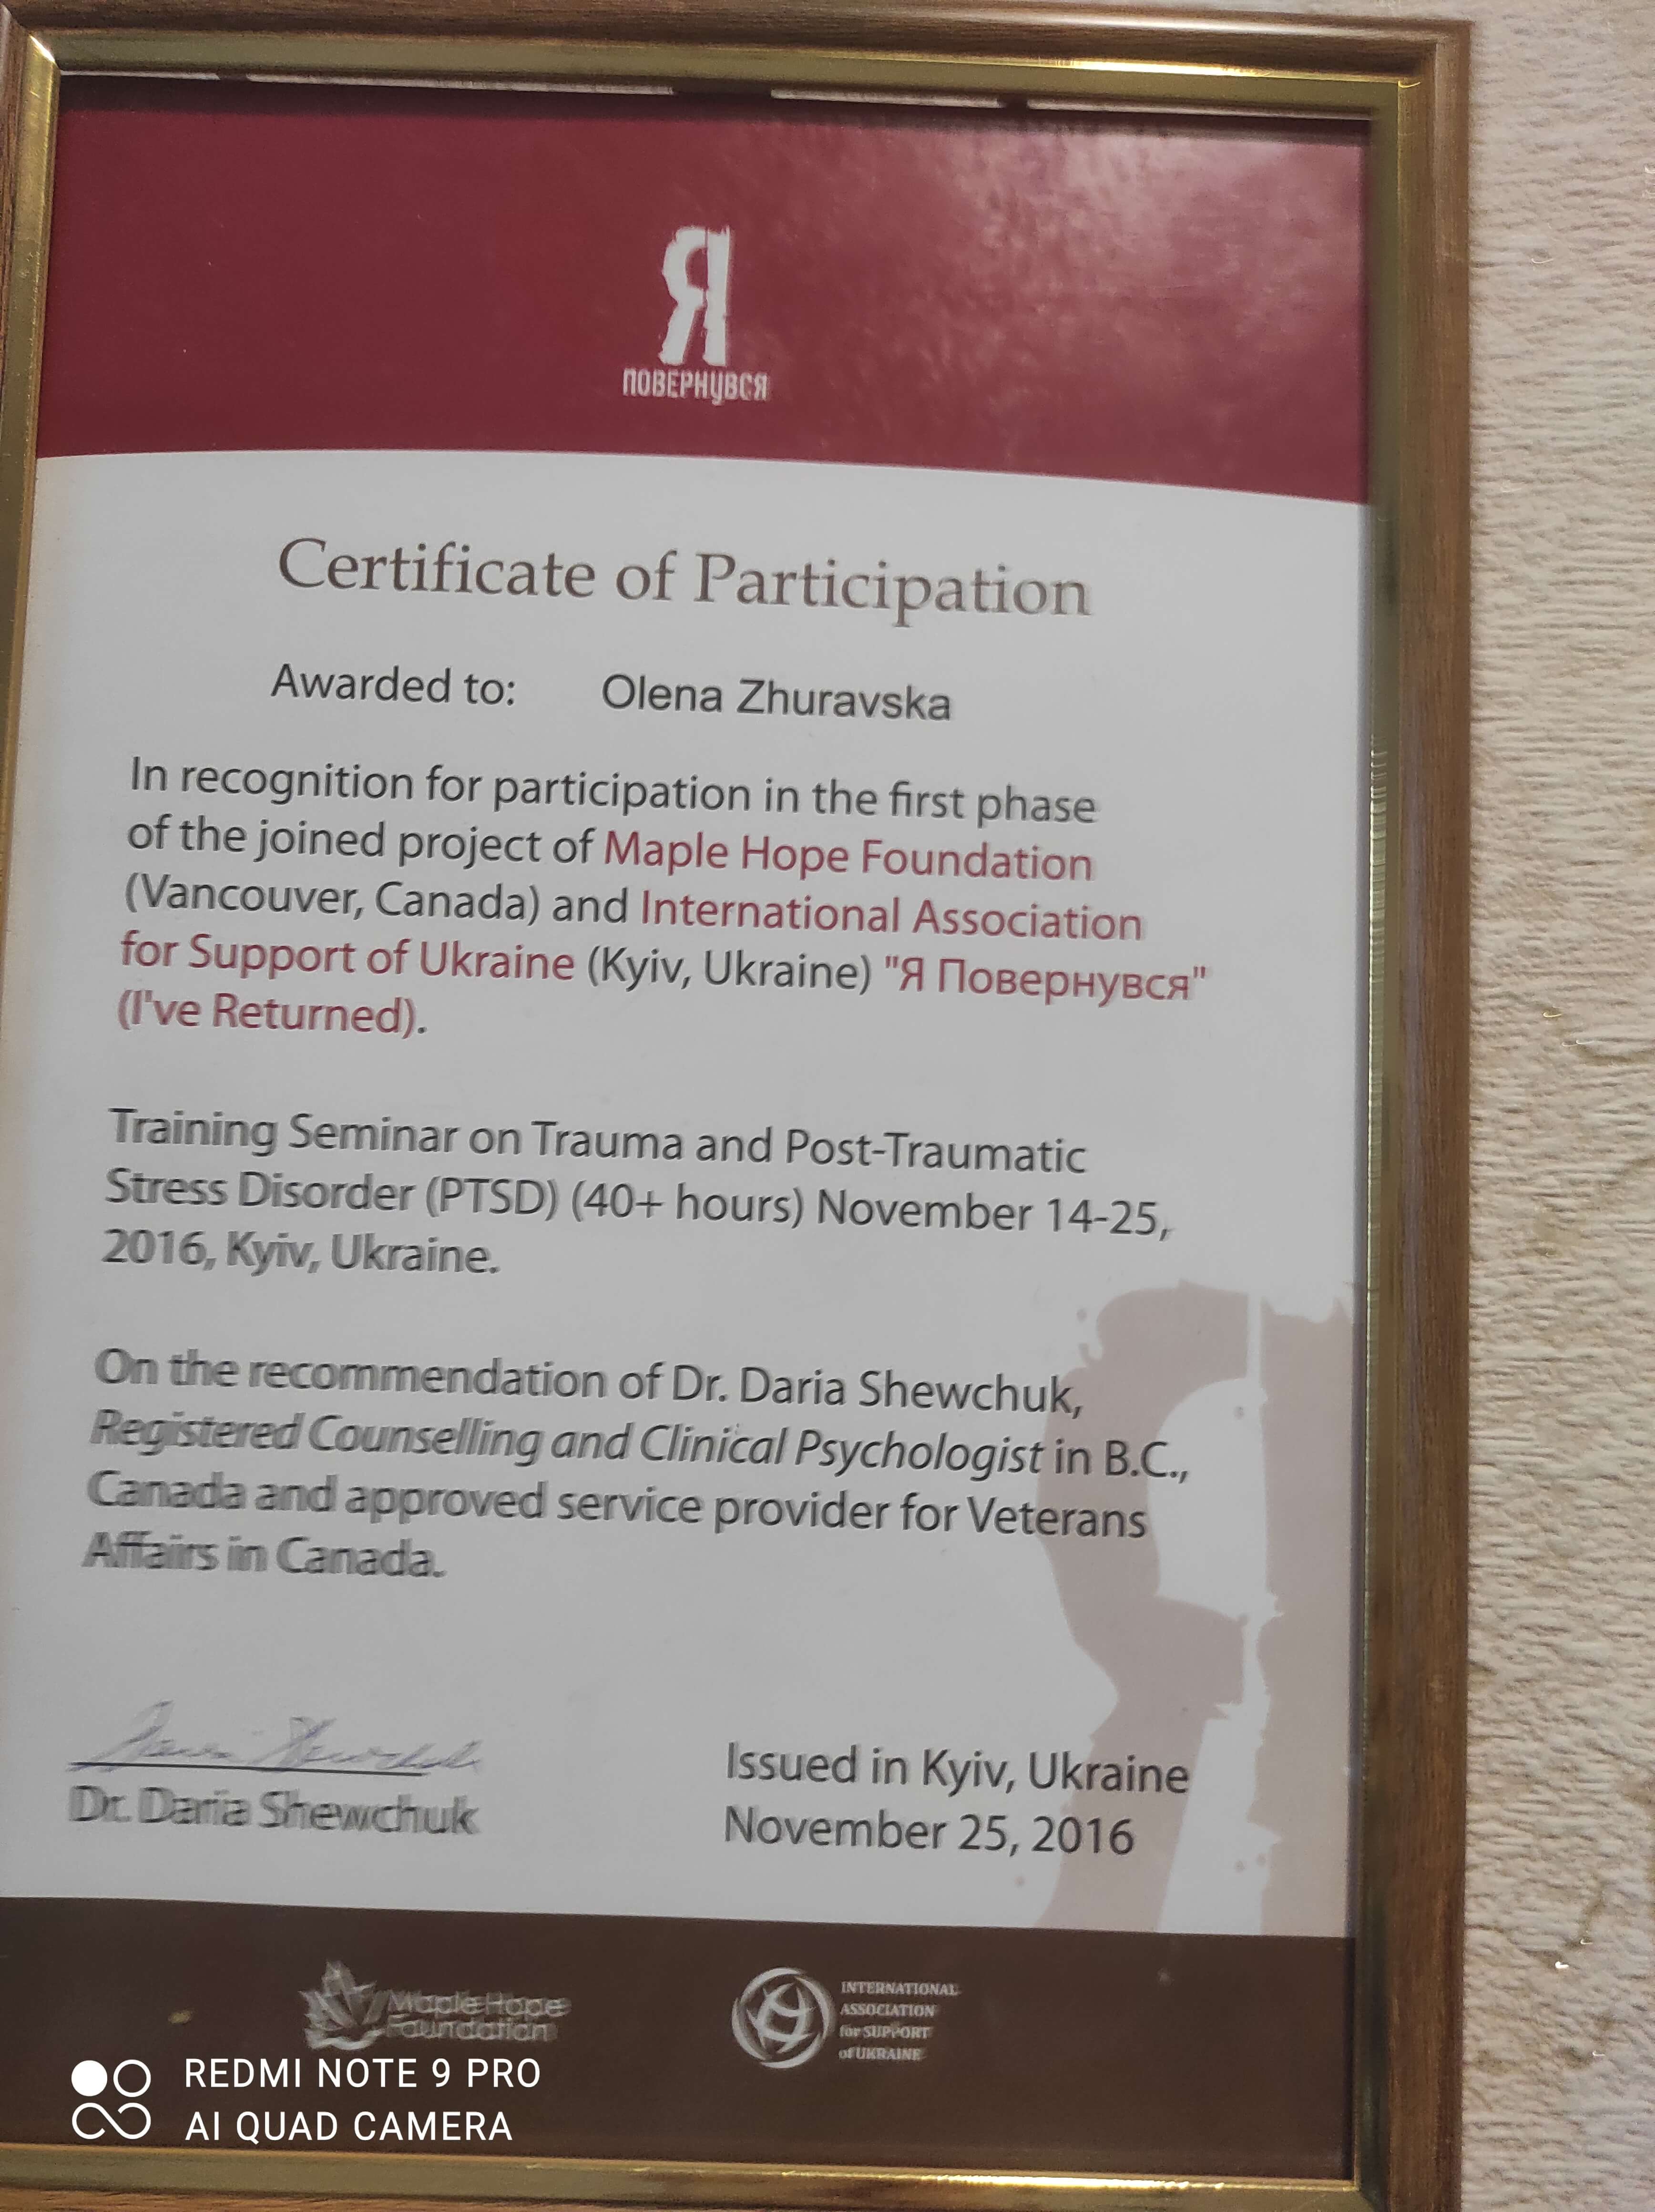 Я
ПОВЕРНУВСЯ
Certificate of Participation
Awarded to: Olena Zhuravska
In recognition for participation in the first phase
of the joined project of Maple Hope Foundation
(Vancouver, Canada) and International Association
for Support of Ukraine (Kyiv, Ukraine) "Я Повернувся"
(I've Returned).
Training Seminar on Trauma and Post-Traumatic
Stress Disorder (PTSD) (40+ hours) November 14-25,
2016, Kyiv, Ukraine.
On the recommendation of Dr. Daria Shewchuk,
Registered Counselling and Clinical Psychologist in B.C.,
Canada and approved service provider for Veterans
Affairs in Canada.
Daria Shewchuk
Dr. Daria Shewchuk
Issued in Kyiv, Ukraine
November 25, 2016
Maple Hope
Foundation
INTERNATIONAL
ASSOCIATION
for SUPPORT
of UKRAINE
REDMI NOTE 9 PRO
AI QUAD CAMERA